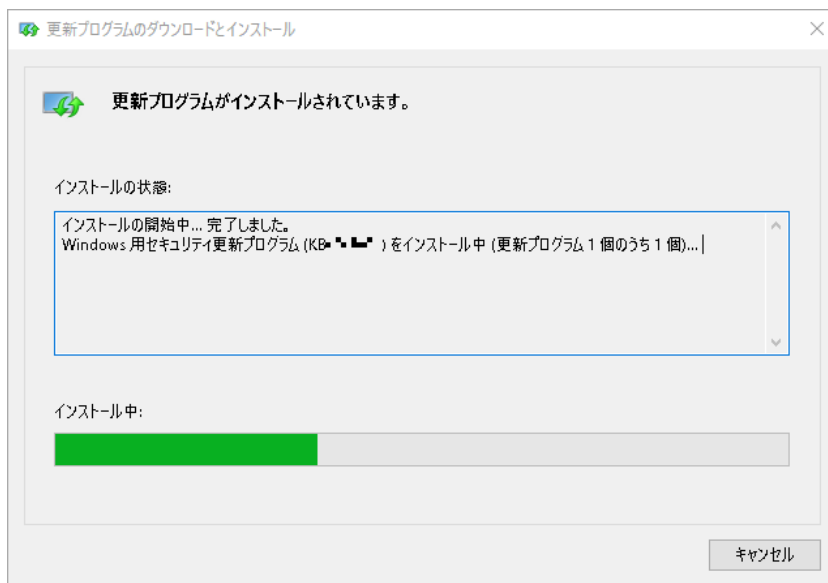 更新プログラムのダウンロードとインストール
更新プログラムがインストールされています。
インストールの状態:
インストールの開始中... 完了しました。
Windows 用セキュリティ更新プログラム (KB ) をインストール中 (更新プログラム 1 個のうち 1 個)...
インストール中:
キャンセル